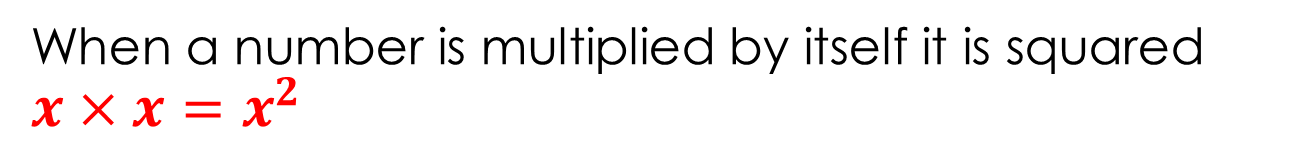 When a number is multiplied by itself it is squared
x × x = x²